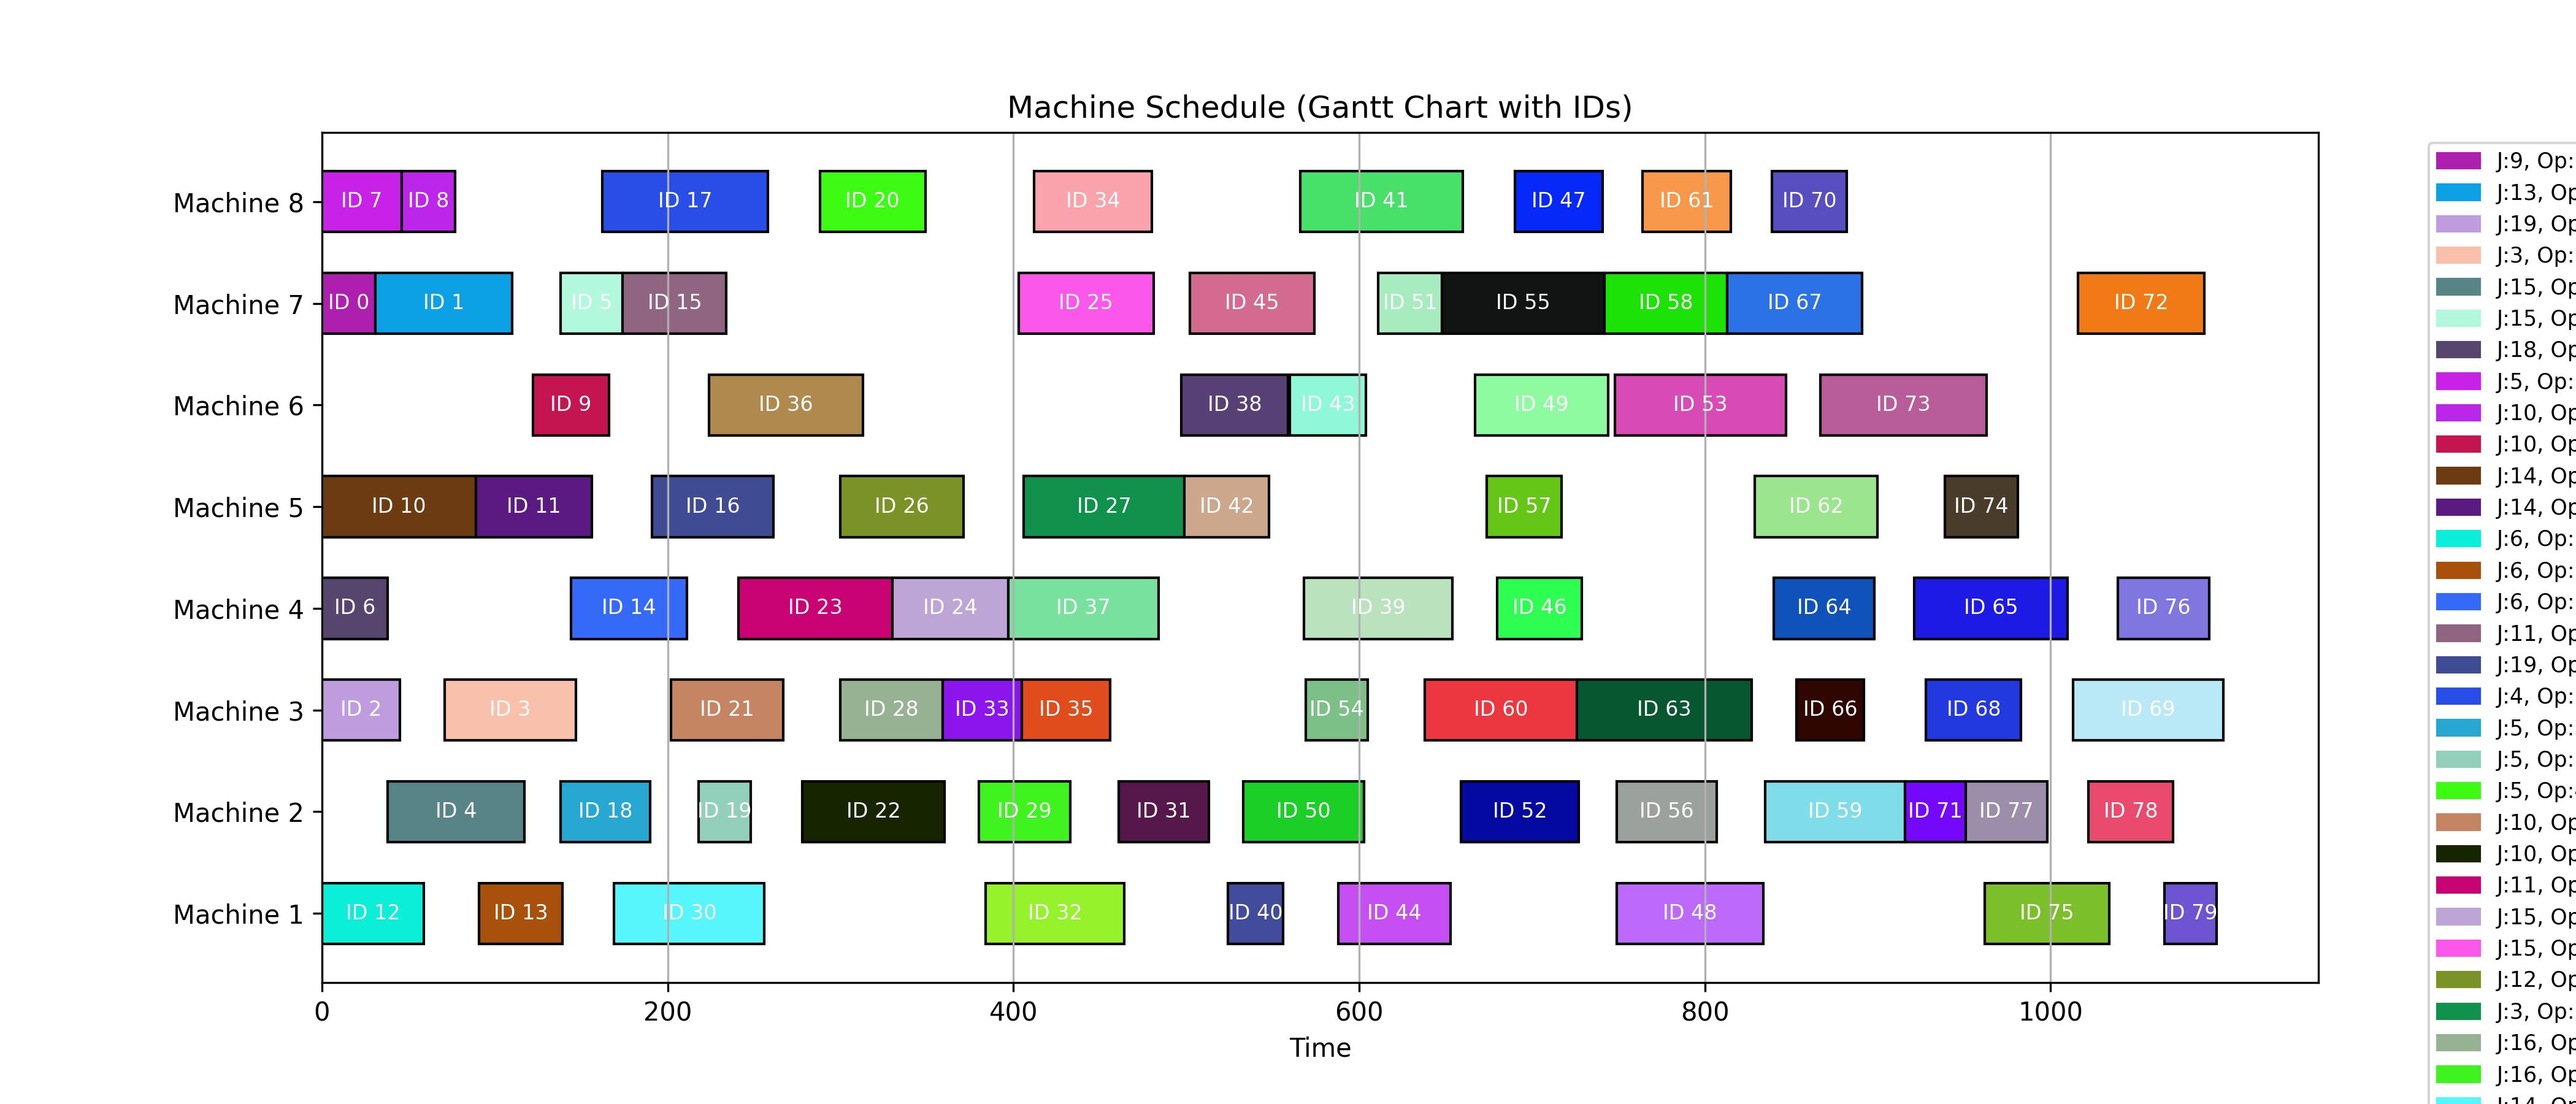 Machine Schedule (Gantt Chart with IDs)
Machine 8
ID 7 ID 8 ID 17 ID 20 ID 34 ID 41 ID 47 ID 61 ID 70
Machine 7
ID 0 ID 1 ID 5 ID 15 ID 25 ID 45 ID 51 ID 55 ID 58 ID 67 ID 72
Machine 6
ID 9 ID 36 ID 38 ID 43 ID 49 ID 53 ID 73
Machine 5
ID 10 ID 11 ID 16 ID 26 ID 27 ID 42 ID 57 ID 62 ID 74
Machine 4
ID 6 ID 14 ID 23 ID 24 ID 37 ID 39 ID 46 ID 64 ID 65 ID 76
Machine 3
ID 2 ID 3 ID 21 ID 28 ID 33 ID 35 ID 54 ID 60 ID 63 ID 66 ID 68 ID 69
Machine 2
ID 4 ID 18 ID 19 ID 22 ID 29 ID 31 ID 50 ID 52 ID 56 ID 59 ID 71 ID 77 ID 78
Machine 1
ID 12 ID 13 ID 30 ID 32 ID 40 ID 44 ID 48 ID 75 ID 79
0 200 400 600 800 1000
Time
J:9, Op:
J:13, Op
J:19, Op
J:3, Op:
J:15, Op
J:15, Op
J:18, Op
J:5, Op:
J:10, Op
J:10, Op
J:14, Op
J:14, Op
J:6, Op:
J:6, Op:
J:6, Op:
J:11, Op
J:19, Op
J:4, Op:
J:5, Op:
J:5, Op:
J:5, Op:
J:10, Op
J:10, Op
J:11, Op
J:15, Op
J:15, Op
J:12, Op
J:3, Op:
J:16, Op
J:16, Op
J:14, Op